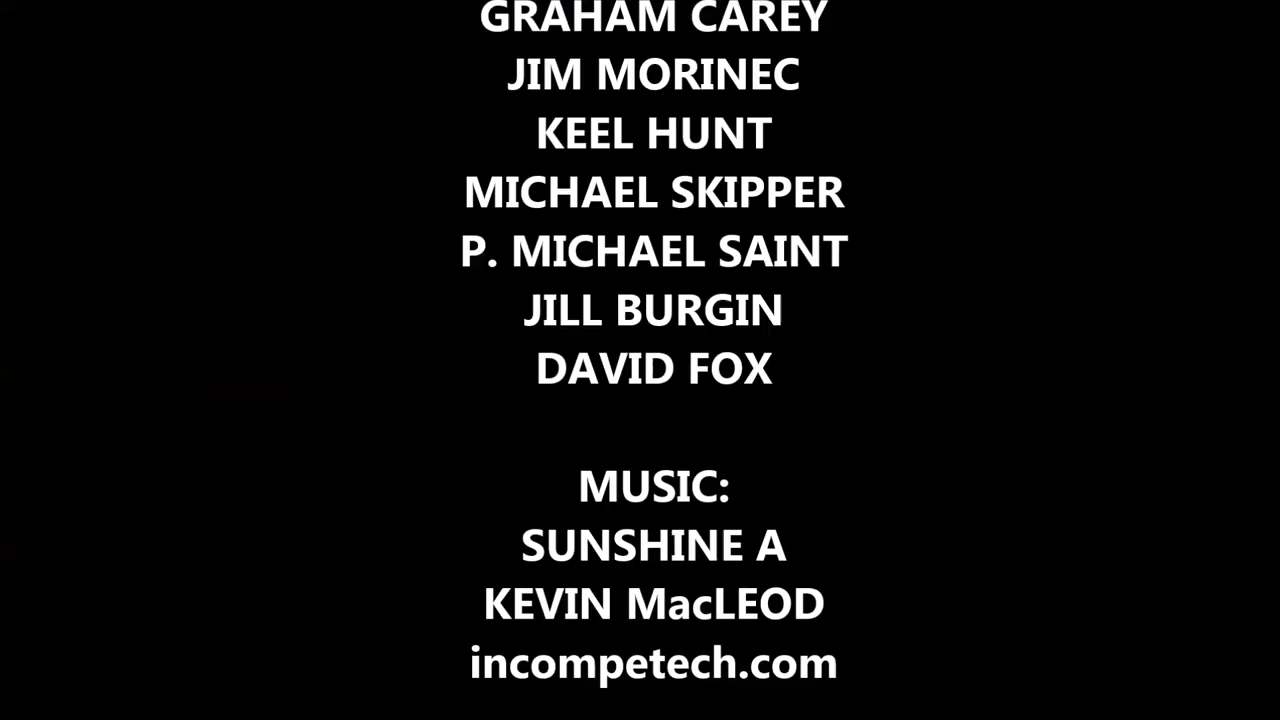 GRAHAM CAREY
JIM MORINEC
KEEL HUNT
MICHAEL SKIPPER
P. MICHAEL SAINT
JILL BURGIN
DAVID FOX
MUSIC:
SUNSHINE A
KEVIN MacLEOD
incompetech.com